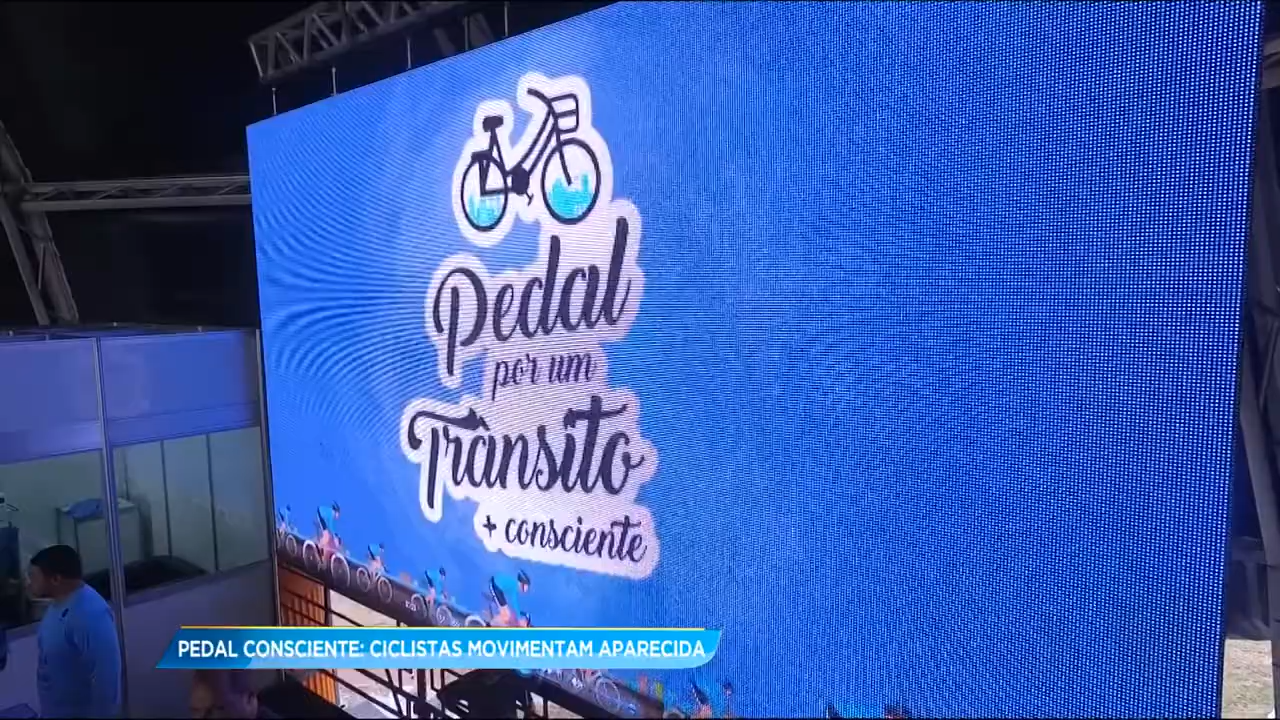 Pedal
por um
Trânsito
+ consciente
PEDAL CONSCIENTE: CICLISTAS MOVIMENTAM APARECIDA